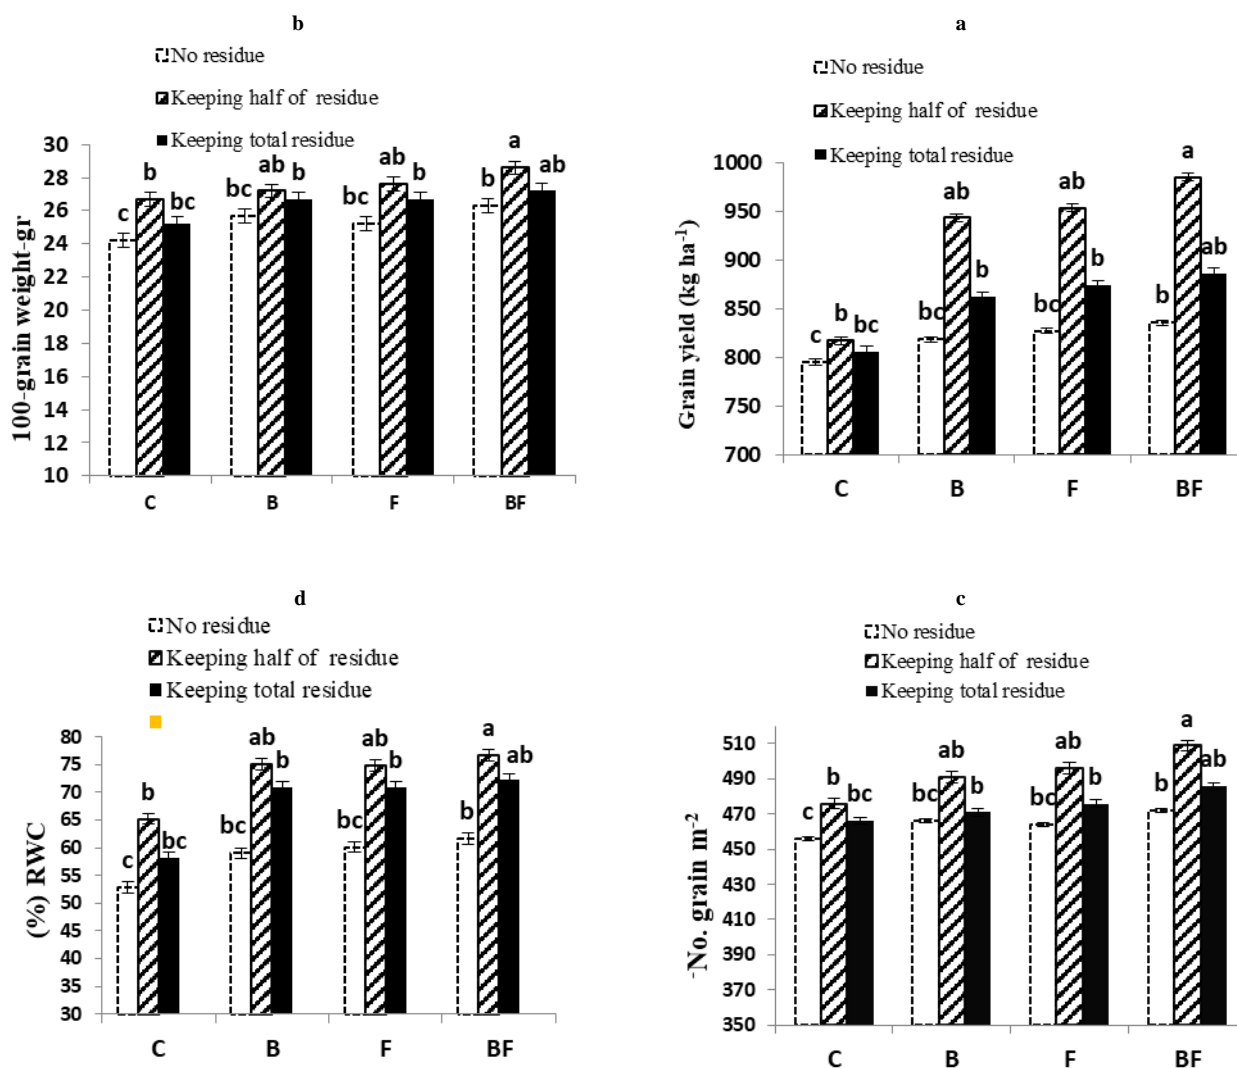 b
No residue
Keeping half of  residue
Keeping total residue
30
28
26
24
22
20
18
16
14
12
10
100-grain weight-gr
c b bc
bc ab b
bc ab b
b a ab
C B F BF
a
No residue
Keeping half of  residue
Keeping total residue
1000
950
900
850
800
750
700
Grain yield (kg ha⁻¹)
c b bc
bc ab b
bc ab b
b a ab
C B F BF
d
No residue
Keeping half of  residue
Keeping total residue
80
75
70
65
60
55
50
45
40
35
30
(%) RWC
c b bc
bc ab b
bc ab b
b a ab
C B F BF
c
No residue
Keeping half of  residue
Keeping total residue
510
490
470
450
430
410
390
370
350
-No. grain m⁻²
c b bc
bc ab b
bc ab b
b a ab
C B F BF